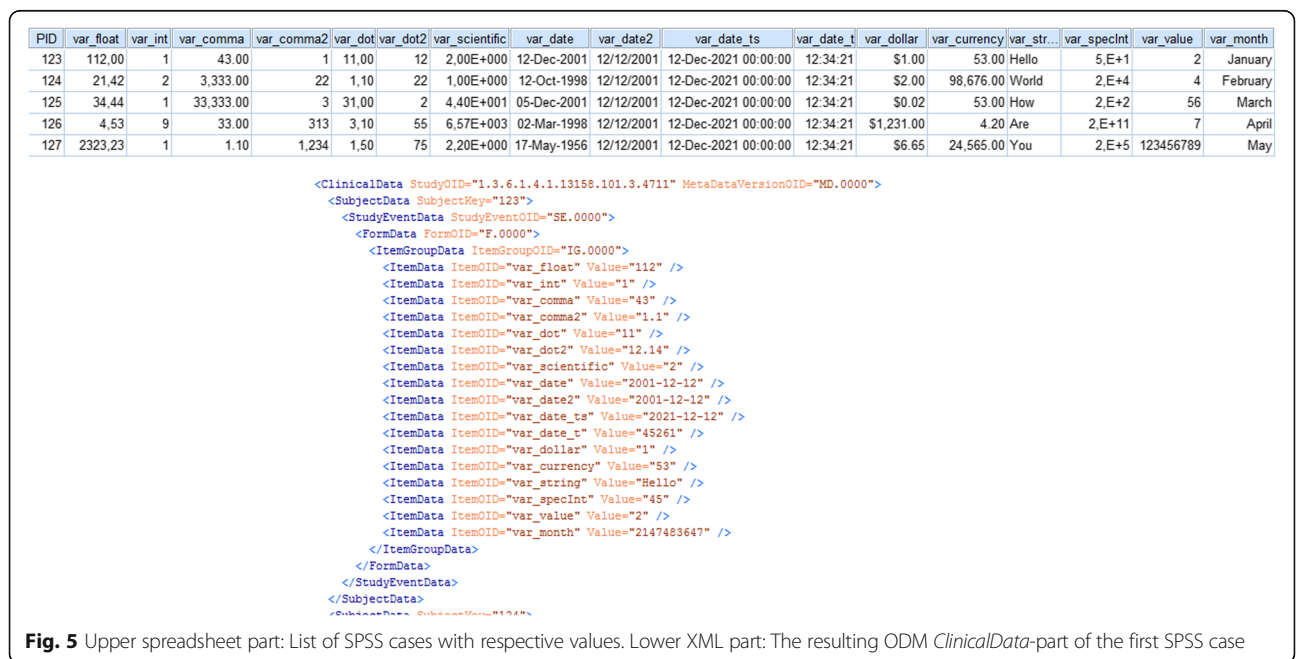 PID var_float var_int var_comma var_comma2 var_dot var_dot2 var_scientific var_date var_date2 var_date_ts var_date_t var_dollar var_currency var_str... var_specInt var_value var_month
123 112,00 1 43.00 1 11,00 12 2,00E+000 12-Dec-2001 12/12/2001 12-Dec-2021 00:00:00 12:34:21 $1.00 53.00 Hello 5,E+1 2 January
124 21,42 2 3,333.00 22 1,10 22 1,00E+000 12-Oct-1998 12/12/2001 12-Dec-2021 00:00:00 12:34:21 $2.00 98,676.00 World 2,E+4 4 February
125 34,44 1 33,333.00 3 31,00 2 4,40E+001 05-Dec-2001 12/12/2001 12-Dec-2021 00:00:00 12:34:21 $0.02 53.00 How 2,E+2 56 March
126 4,53 9 33.00 313 3,10 55 6,57E+003 02-Mar-1998 12/12/2001 12-Dec-2021 00:00:00 12:34:21 $1,231.00 4.20 Are 2,E+11 7 April
127 2323,23 1 1.10 1,234 1,50 75 2,20E+000 17-May-1956 12/12/2001 12-Dec-2021 00:00:00 12:34:21 $6.65 24,565.00 You 2,E+5 123456789 May
<ClinicalData StudyOID="1.3.6.1.4.1.13158.101.3.4711" MetaDataVersionOID="MD.0000">
<SubjectData SubjectKey="123">
<StudyEventData StudyEventOID="SE.0000">
<FormData FormOID="F.0000">
<ItemGroupData ItemGroupOID="IG.0000">
<ItemData ItemOID="var_float" Value="112" />
<ItemData ItemOID="var_int" Value="1" />
<ItemData ItemOID="var_comma" Value="43" />
<ItemData ItemOID="var_comma2" Value="1.1" />
<ItemData ItemOID="var_dot" Value="11" />
<ItemData ItemOID="var_dot2" Value="12.14" />
<ItemData ItemOID="var_scientific" Value="2" />
<ItemData ItemOID="var_date" Value="2001-12-12" />
<ItemData ItemOID="var_date2" Value="2001-12-12" />
<ItemData ItemOID="var_date_ts" Value="2021-12-12" />
<ItemData ItemOID="var_date_t" Value="45261" />
<ItemData ItemOID="var_dollar" Value="1" />
<ItemData ItemOID="var_currency" Value="53" />
<ItemData ItemOID="var_string" Value="Hello" />
<ItemData ItemOID="var_specInt" Value="45" />
<ItemData ItemOID="var_value" Value="2" />
<ItemData ItemOID="var_month" Value="2147483647" />
</ItemGroupData>
</FormData>
</StudyEventData>
</SubjectData>
<SubjectData SubjectKey="124">
Fig. 5 Upper spreadsheet part: List of SPSS cases with respective values. Lower XML part: The resulting ODM ClinicalData-part of the first SPSS case